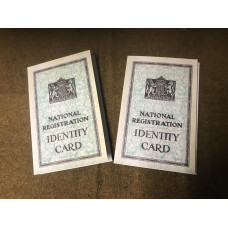 NATIONAL
REGISTRATION
IDENTITY
CARD
NATIONAL
REGISTRATION
IDENTITY
CARD